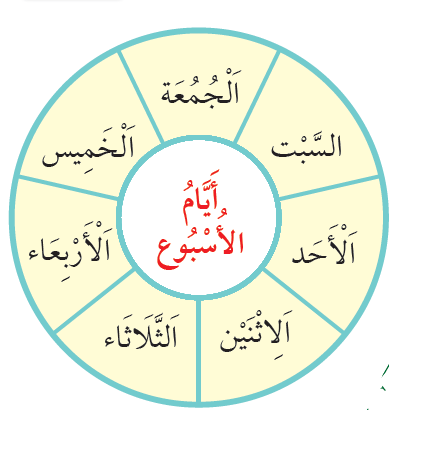 أَيَّامُ
الأُسْبُوع
اَلْجُمُعَة
السَّبْت
اَلْأَحَد
اَلِاثْنَيْن
اَلثَّلَاثَاء
اَلْأَرْبِعَاء
اَلْخَمِيس